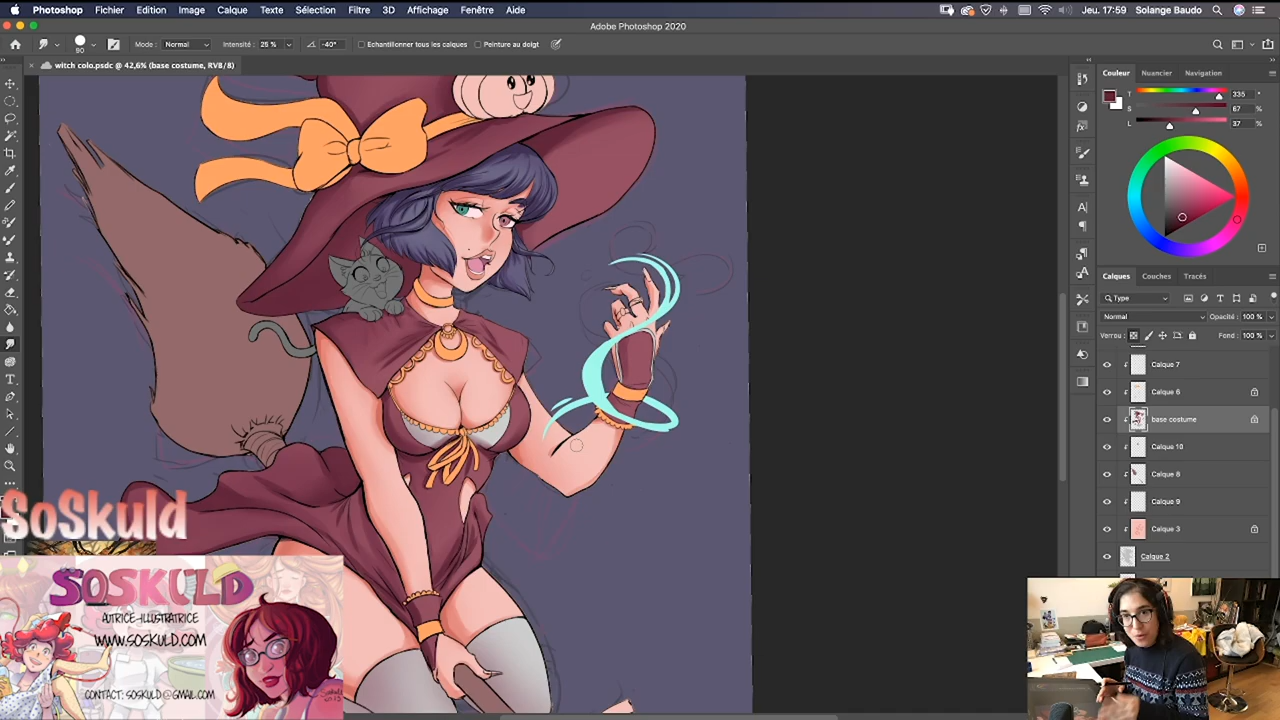 Photoshop Fichier Edition Image Calque Texte Sélection Filtre 3D Affichage Fenêtre Aide Jeu. 17:59 Solange Baudo
Adobe Photoshop 2020
90 Mode : Normal Intensité : 25 % -40° Echantillonner tous les calques Peinture au doigt
witch colo.psdc @ 42,6% (base costume, RVB/8)
Couleur Nuancier Navigation
T 335 °
S 67 %
L 37 %
Calques Couches Tracés
Type
Normal Opacité : 100 %
Verrou : Fond : 100 %
Calque 7
Calque 6
base costume
Calque 10
Calque 8
Calque 9
Calque 3
Calque 2
SoSkuld
SOSKULD
AUTRICE-ILLUSTRATRICE
WWW.SOSKULD.COM
CONTACT: SOSKULD@GMAIL.COM